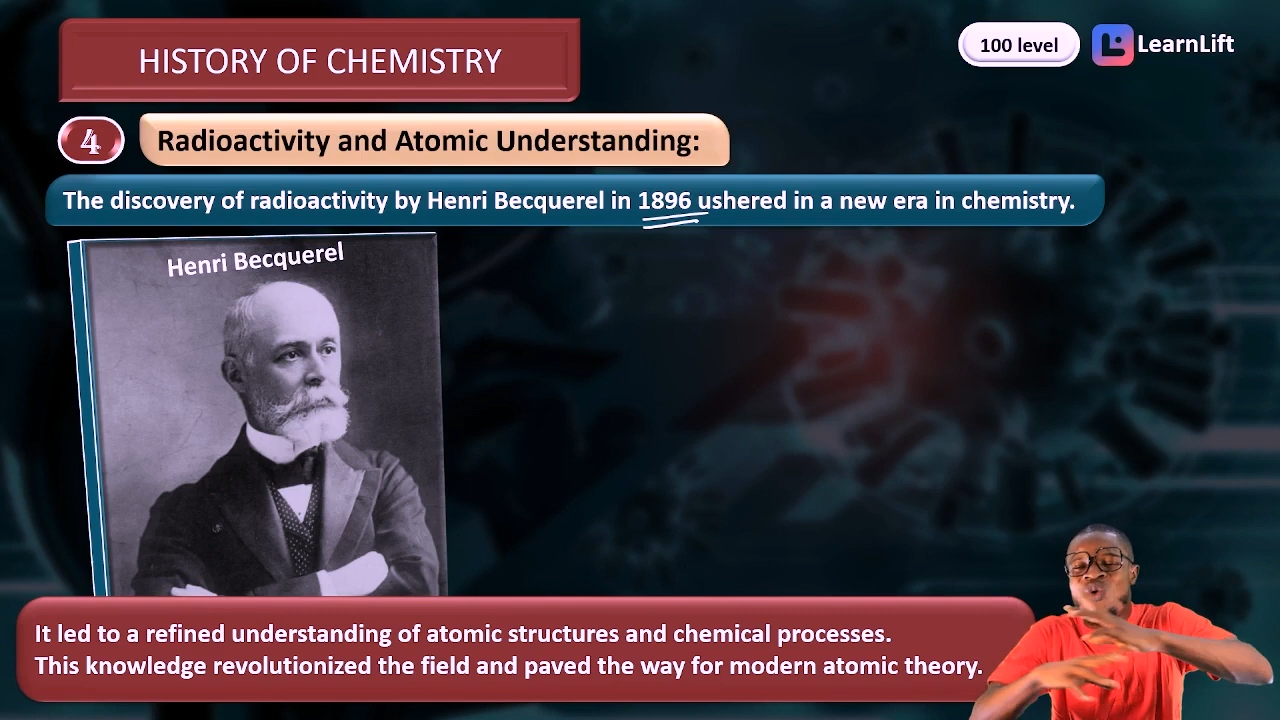 HISTORY OF CHEMISTRY
100 level
LearnLift
4
Radioactivity and Atomic Understanding:
The discovery of radioactivity by Henri Becquerel in 1896 ushered in a new era in chemistry.
Henri Becquerel
It led to a refined understanding of atomic structures and chemical processes.
This knowledge revolutionized the field and paved the way for modern atomic theory.